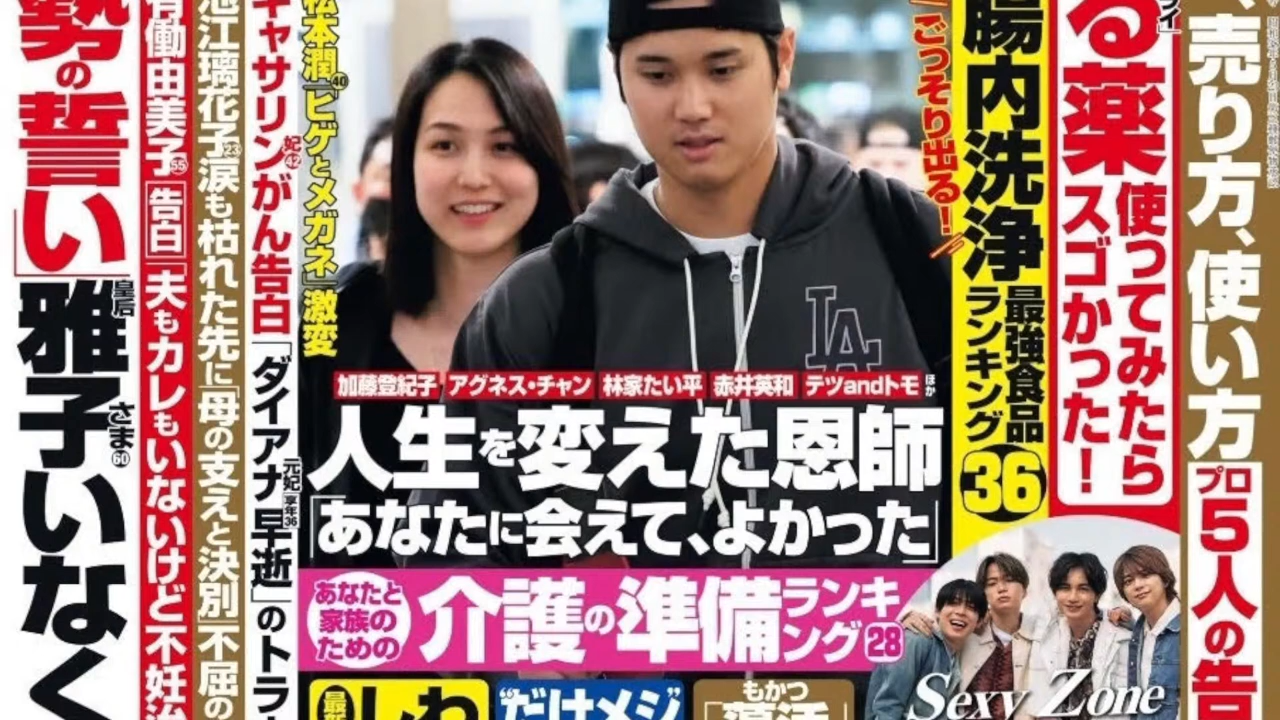 売り方、使い方
プロ5人の告
る薬
使ってみたら
スゴかった!
腸内洗浄
最強食品
ランキング
36
ごっそり出る!
LA
松本潤40「ヒゲとメガネ」激変
キャサリン妃42がん告白「ダイアナ元妃享年36早逝」のトラ
池江璃花子23涙も枯れた先に「母の支えと決別」不屈の
有働由美子55[告白]「夫もカレもいないけど不妊治
勢の誓い」
皇后雅子さま60いなく
加藤登紀子 アグネス・チャン 林家たい平 赤井英和 テツandトモ ほか
人生を変えた恩師
「あなたに会えて、よかった」
あなたと
家族の
ための
介護の準備ランキング28
Sexy Zone
最新
しわ
“だけメシ”
もかつ